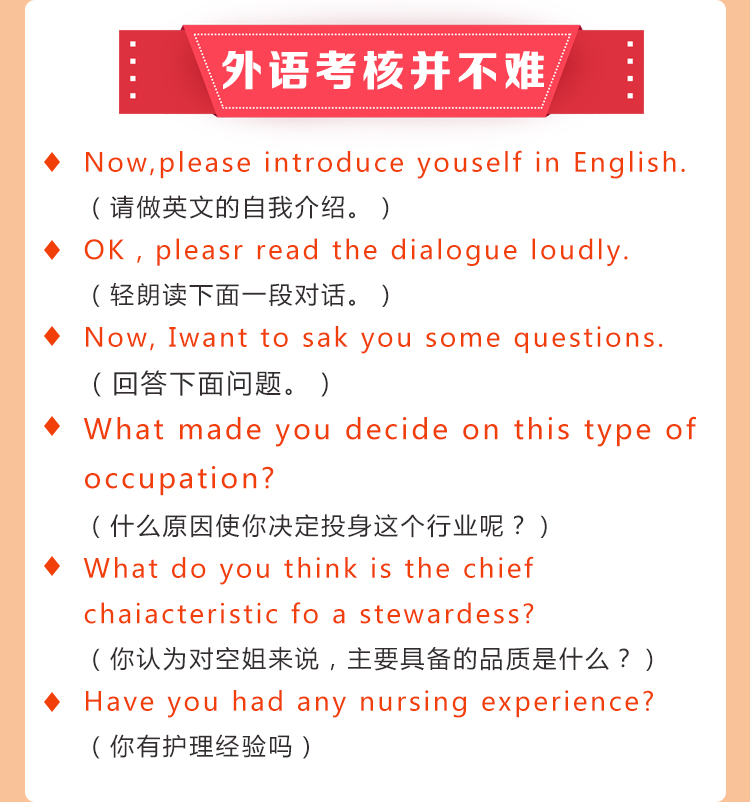 外语考核并不难
Now,please introduce youself in English.
（请做英文的自我介绍。）
OK，pleasr read the dialogue loudly.
（轻朗读下面一段对话。）
Now, Iwant to sak you some questions.
（回答下面问题。）
What made you decide on this type of
occupation?
（什么原因使你决定投身这个行业呢？）
What do you think is the chief
chaiacteristic fo a stewardess?
（你认为对空姐来说，主要具备的品质是什么？）
Have you had any nursing experience?
（你有护理经验吗）